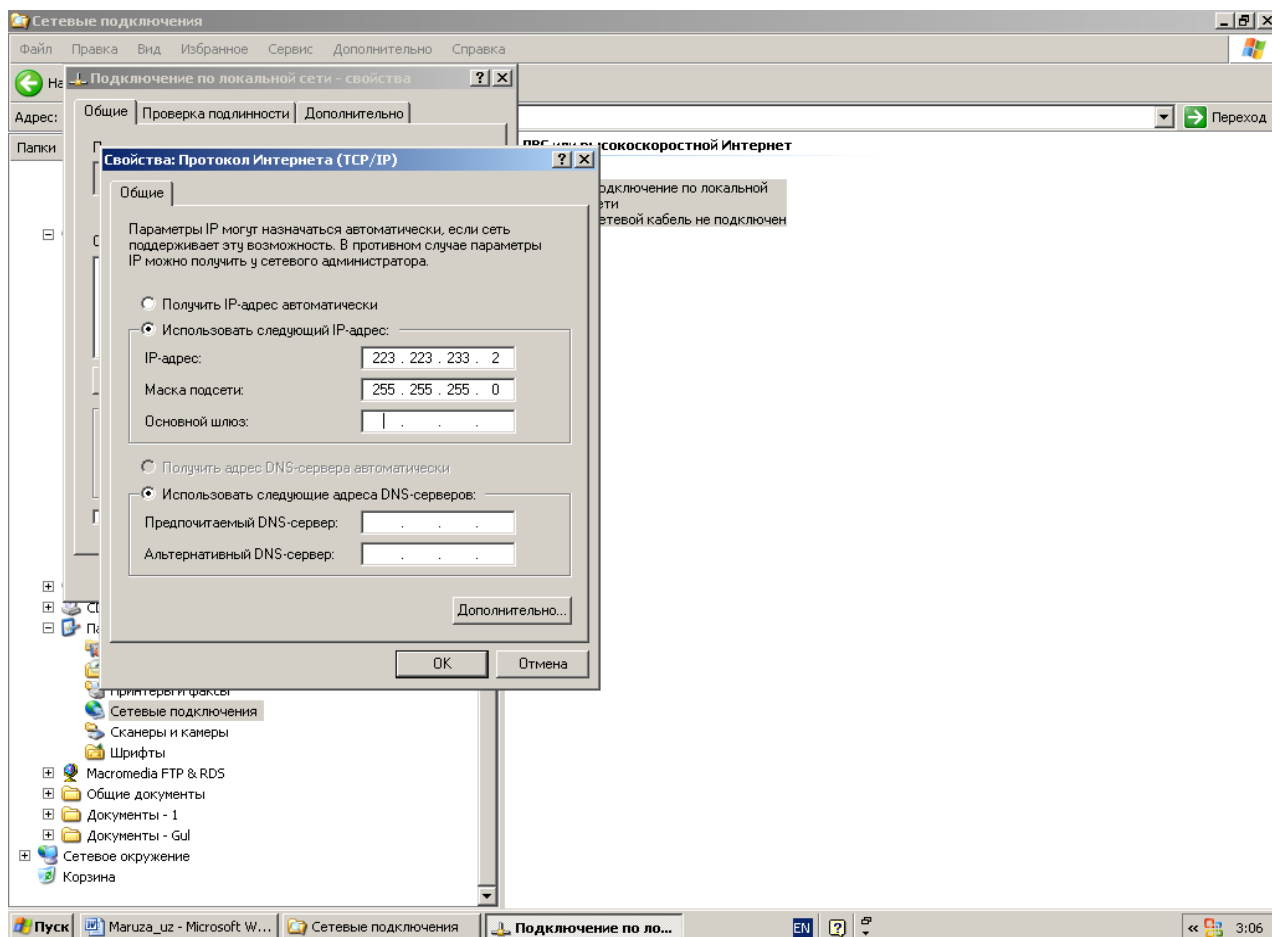 Сетевые подключения
Файл Правка Вид Избранное Сервис Дополнительно Справка
Подключение по локальной сети - свойства
Адрес:
Переход
Общие Проверка подлинности Дополнительно
Папки
или высокоскоростной Интернет
Свойства: Протокол Интернета (TCP/IP)
Общие
одключение по локальной
ети
етевой кабель не подключен
Параметры IP могут назначаться автоматически, если сеть
поддерживает эту возможность. В противном случае параметры
IP можно получить у сетевого администратора.
Получить IP-адрес автоматически
Использовать следующий IP-адрес:
IP-адрес: 223 . 223 . 233 . 2
Маска подсети: 255 . 255 . 255 . 0
Основной шлюз: . . .
Получить адрес DNS-сервера автоматически
Использовать следующие адреса DNS-серверов:
Предпочитаемый DNS-сервер: . . .
Альтернативный DNS-сервер: . . .
Дополнительно...
OK Отмена
Принтеры и факсы
Сетевые подключения
Сканеры и камеры
Шрифты
Macromedia FTP & RDS
Общие документы
Документы - 1
Документы - Gul
Сетевое окружение
Корзина
Пуск Maruza_uz - Microsoft W... Сетевые подключения Подключение по ло... EN « 3:06